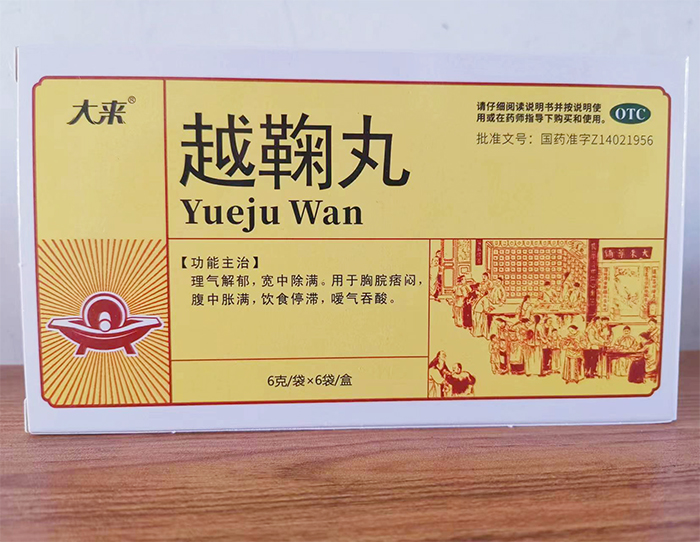 大来®
越鞠丸
Yueju Wan
请仔细阅读说明书并按说明使
用或在药师指导下购买和使用。
OTC
批准文号：国药准字Z14021956
【功能主治】
理气解郁，宽中除满。用于胸脘痞闷，
腹中胀满，饮食停滞，嗳气吞酸。
6克/袋×6袋/盒